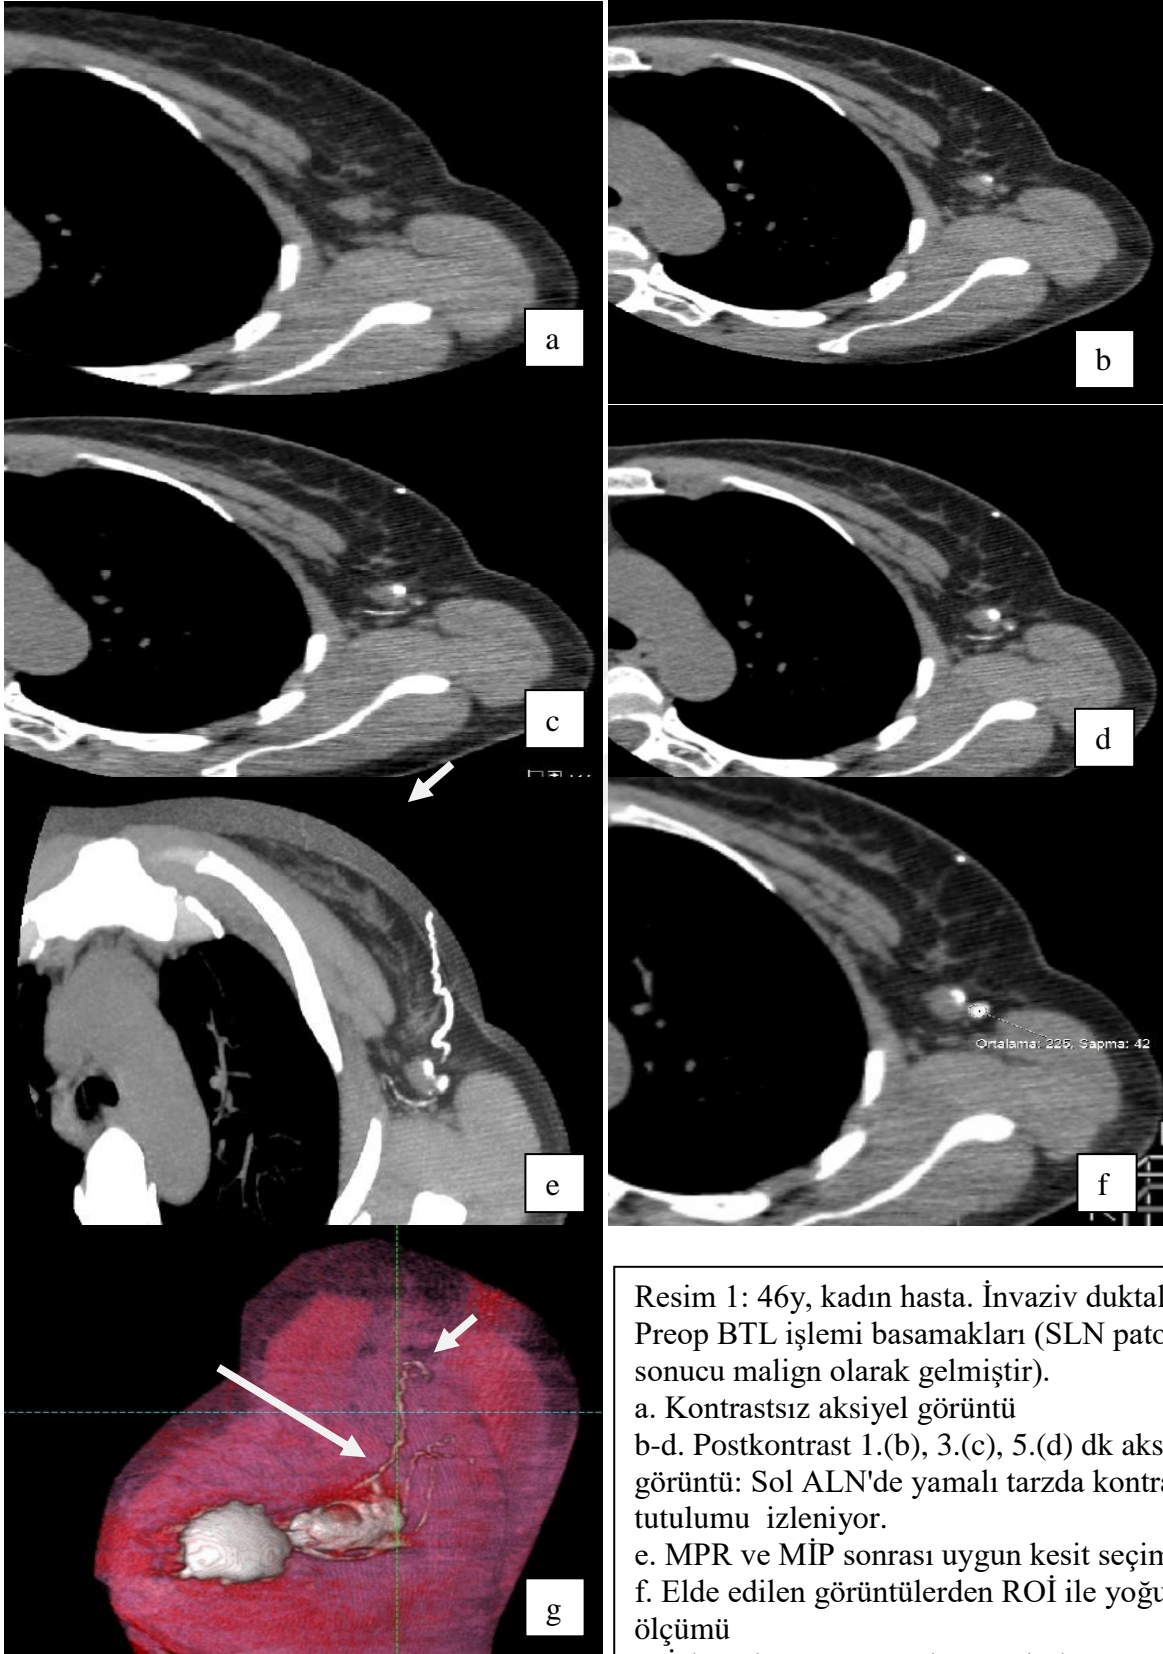 a
b
c
d
e
Ortalama: 225, Sapma: 42
f
g
Resim 1: 46y, kadın hasta. İnvaziv duktal
Preop BTL işlemi basamakları (SLN pato
sonucu malign olarak gelmiştir).
a. Kontrastsız aksiyel görüntü
b-d. Postkontrast 1.(b), 3.(c), 5.(d) dk aks
görüntü: Sol ALN'de yamalı tarzda kontra
tutulumu izleniyor.
e. MPR ve MİP sonrası uygun kesit seçim
f. Elde edilen görüntülerden ROİ ile yoğu
ölçümü